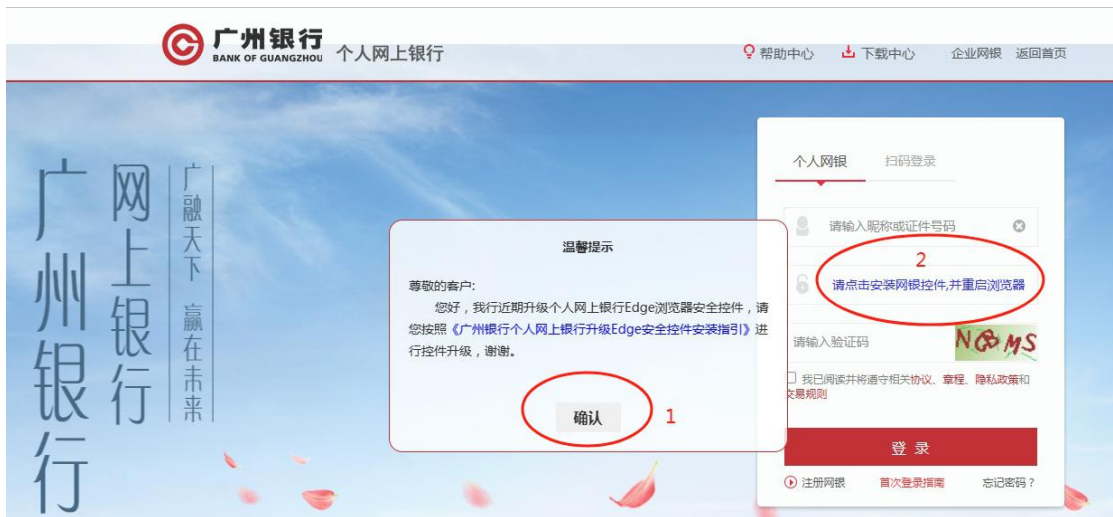 广州银行
BANK OF GUANGZHOU
个人网上银行
帮助中心 下载中心 企业网银 返回首页
广州银行
网上银行
广融天下 赢在未来
个人网银 扫码登录
请输入昵称或证件号码
2
请点击安装网银控件,并重启浏览器
请输入验证码 NCBMS
我已阅读并将遵守相关协议、章程、隐私政策和
交易规则
登 录
注册网银 首次登录指南 忘记密码？
温馨提示
尊敬的客户:
您好，我行近期升级个人网上银行Edge浏览器安全控件，请
您按照《广州银行个人网上银行升级Edge安全控件安装指引》进
行控件升级，谢谢。
确认 1